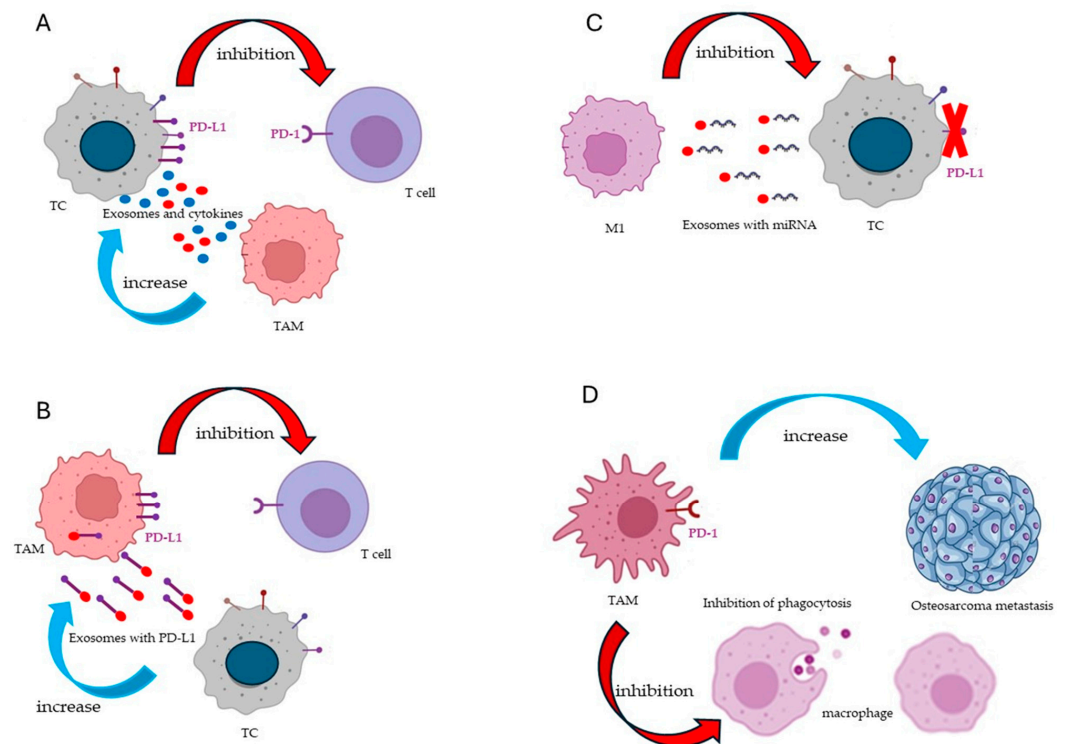 A
inhibition
PD-L1
PD-1
T cell
TC
Exosomes and cytokines
increase
TAM
C
inhibition
PD-L1
M1
Exosomes with miRNA
TC
B
inhibition
PD-L1
TAM
T cell
Exosomes with PD-L1
increase
TC
D
increase
PD-1
TAM
Inhibition of phagocytosis
Osteosarcoma metastasis
inhibition
macrophage